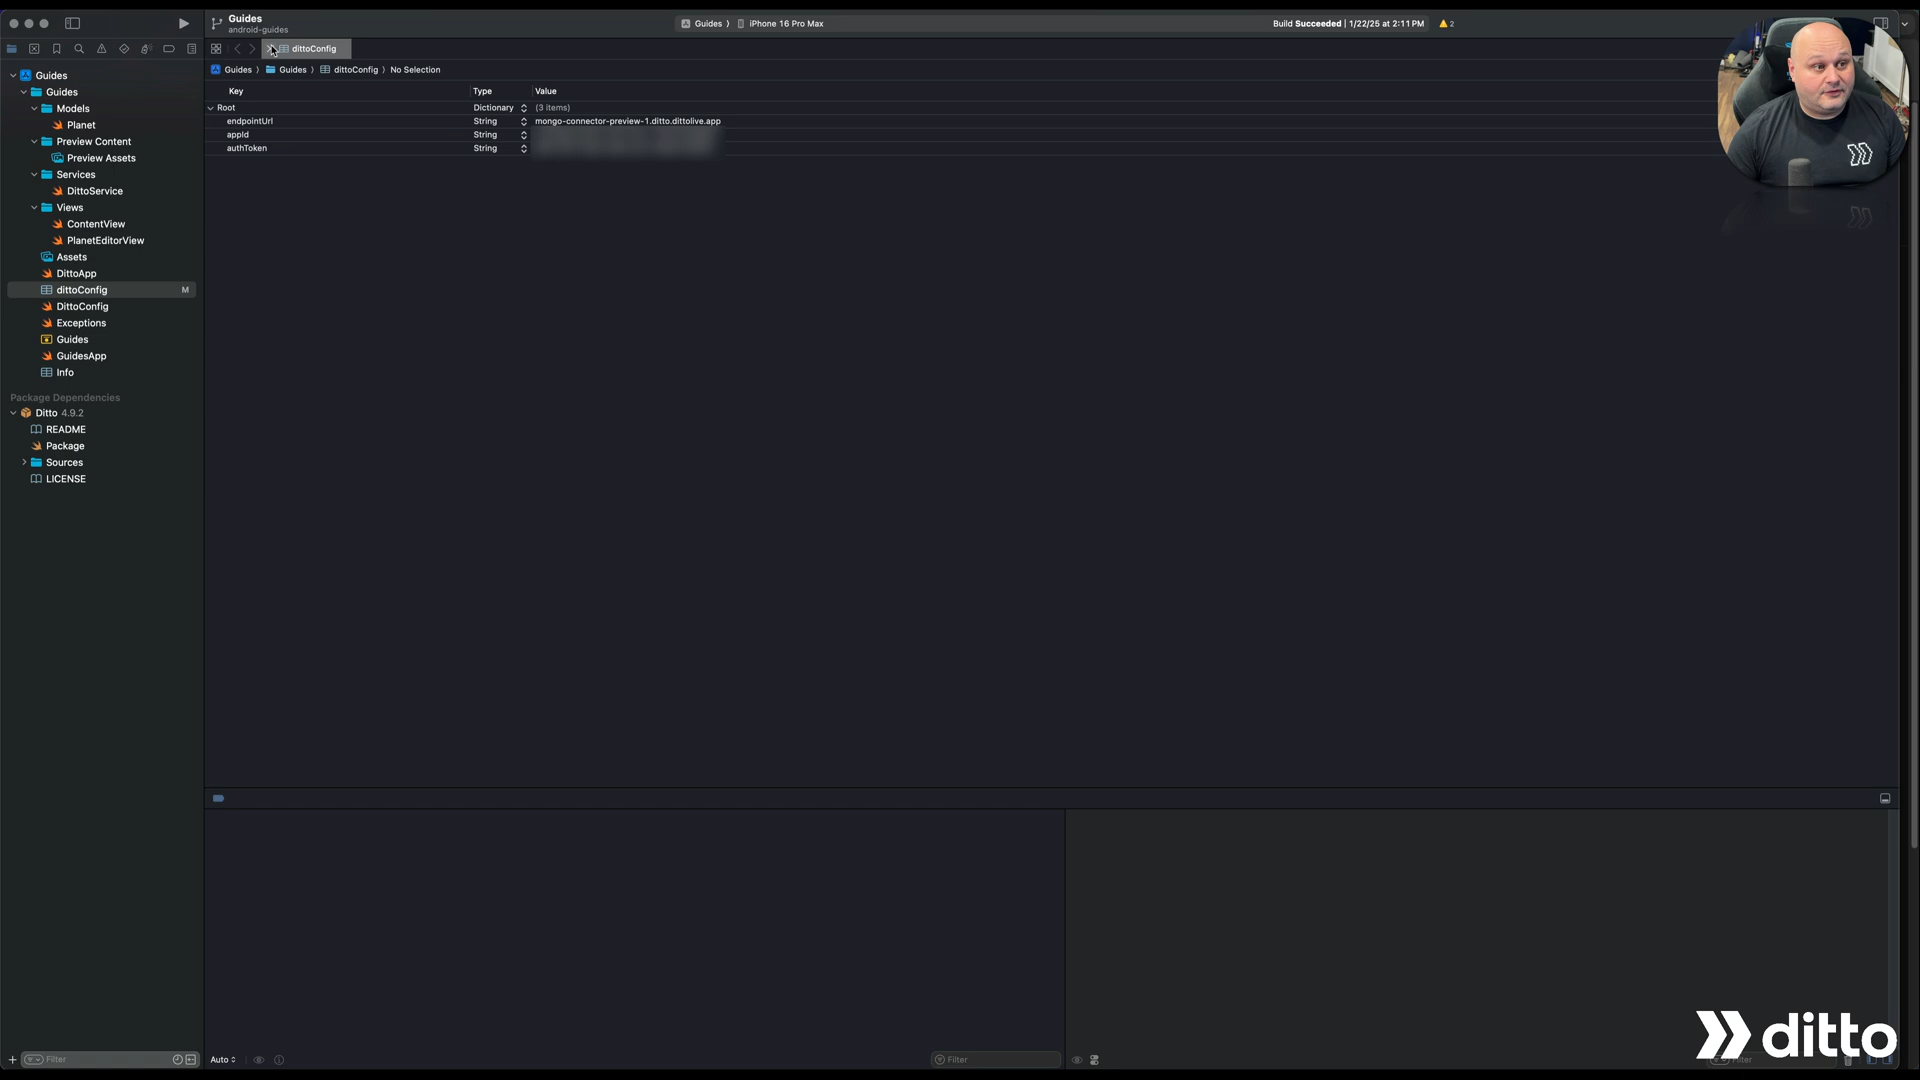 Guides
android-guides
Guides 〉 iPhone 16 Pro Max
Build Succeeded | 1/22/25 at 2:11 PM
2
dittoConfig
Guides 〉 Guides 〉 dittoConfig 〉 No Selection
Key Type Value
Root Dictionary (3 items)
endpointUrl String mongo-connector-preview-1.ditto.dittolive.app
appId String
authToken String
Guides
Guides
Models
Planet
Preview Content
Preview Assets
Services
DittoService
Views
ContentView
PlanetEditorView
Assets
DittoApp
dittoConfig M
DittoConfig
Exceptions
Guides
GuidesApp
Info
Package Dependencies
Ditto 4.9.2
README
Package
Sources
LICENSE
Filter
Auto
Filter
ditto